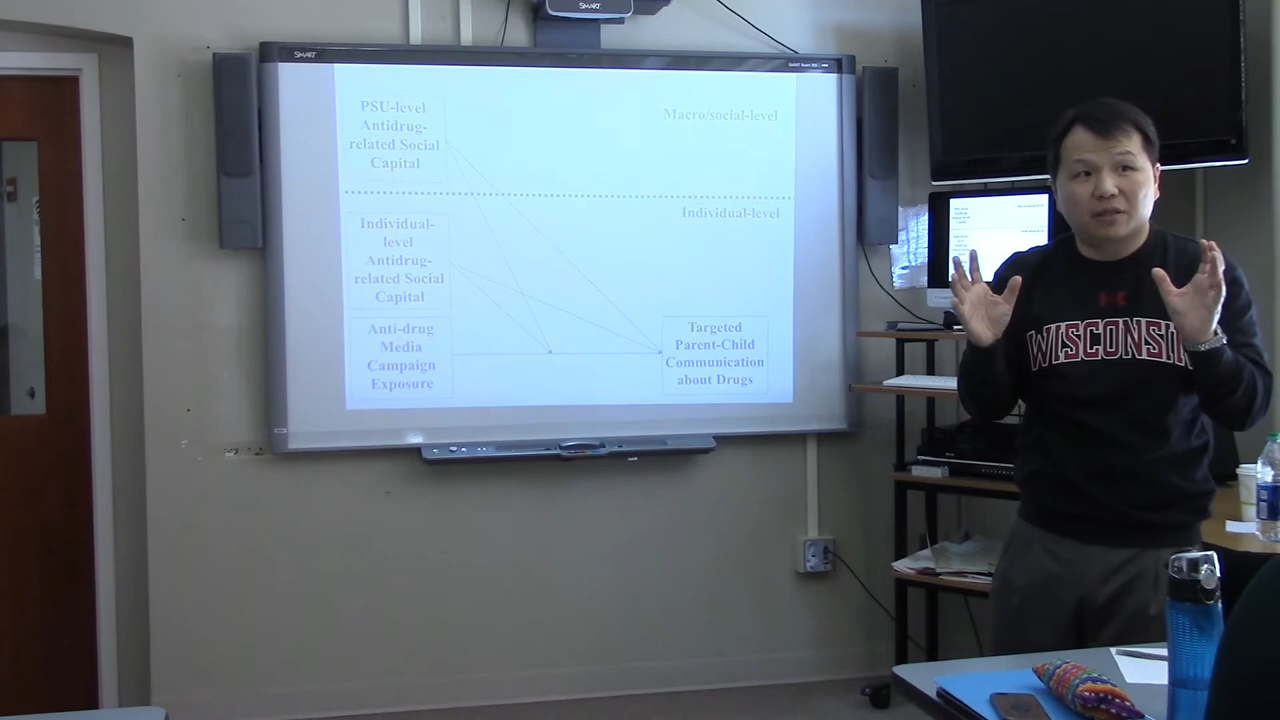 SMART
SMART
PSU-level
Antidrug-
related Social
Capital
Macro/social-level
Individual-level
Individual-
level
Antidrug-
related Social
Capital
Anti-drug
Media
Campaign
Exposure
Targeted
Parent-Child
Communication
about Drugs
WISCONSIN